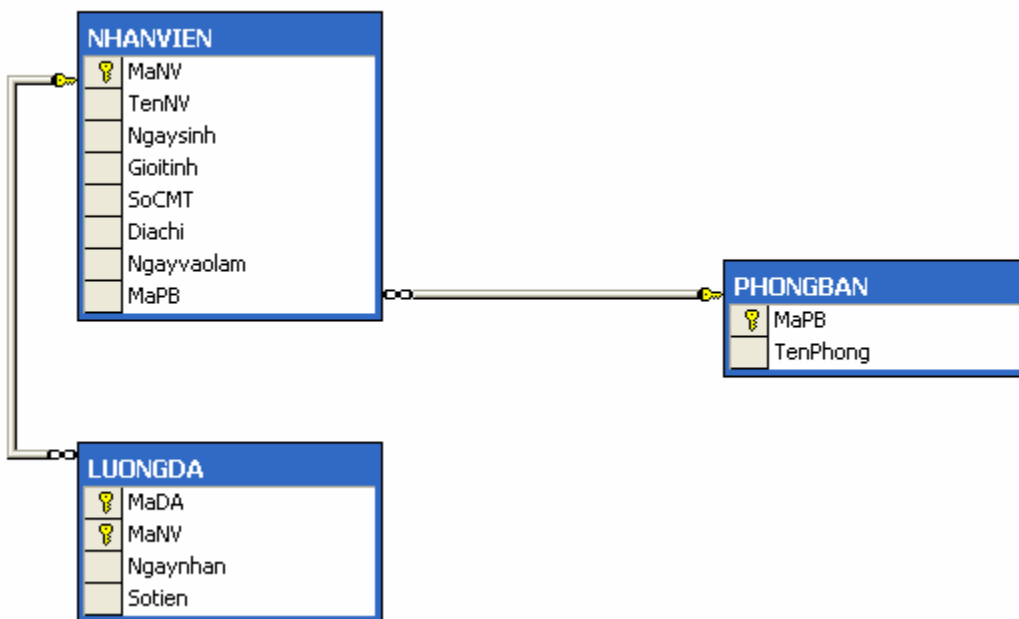 NHANVIEN
MaNV
TenNV
Ngaysinh
Gioitinh
SoCMT
Diachi
Ngayvaolam
MaPB
PHONGBAN
MaPB
TenPhong
LUONGDA
MaDA
MaNV
Ngaynhan
Sotien